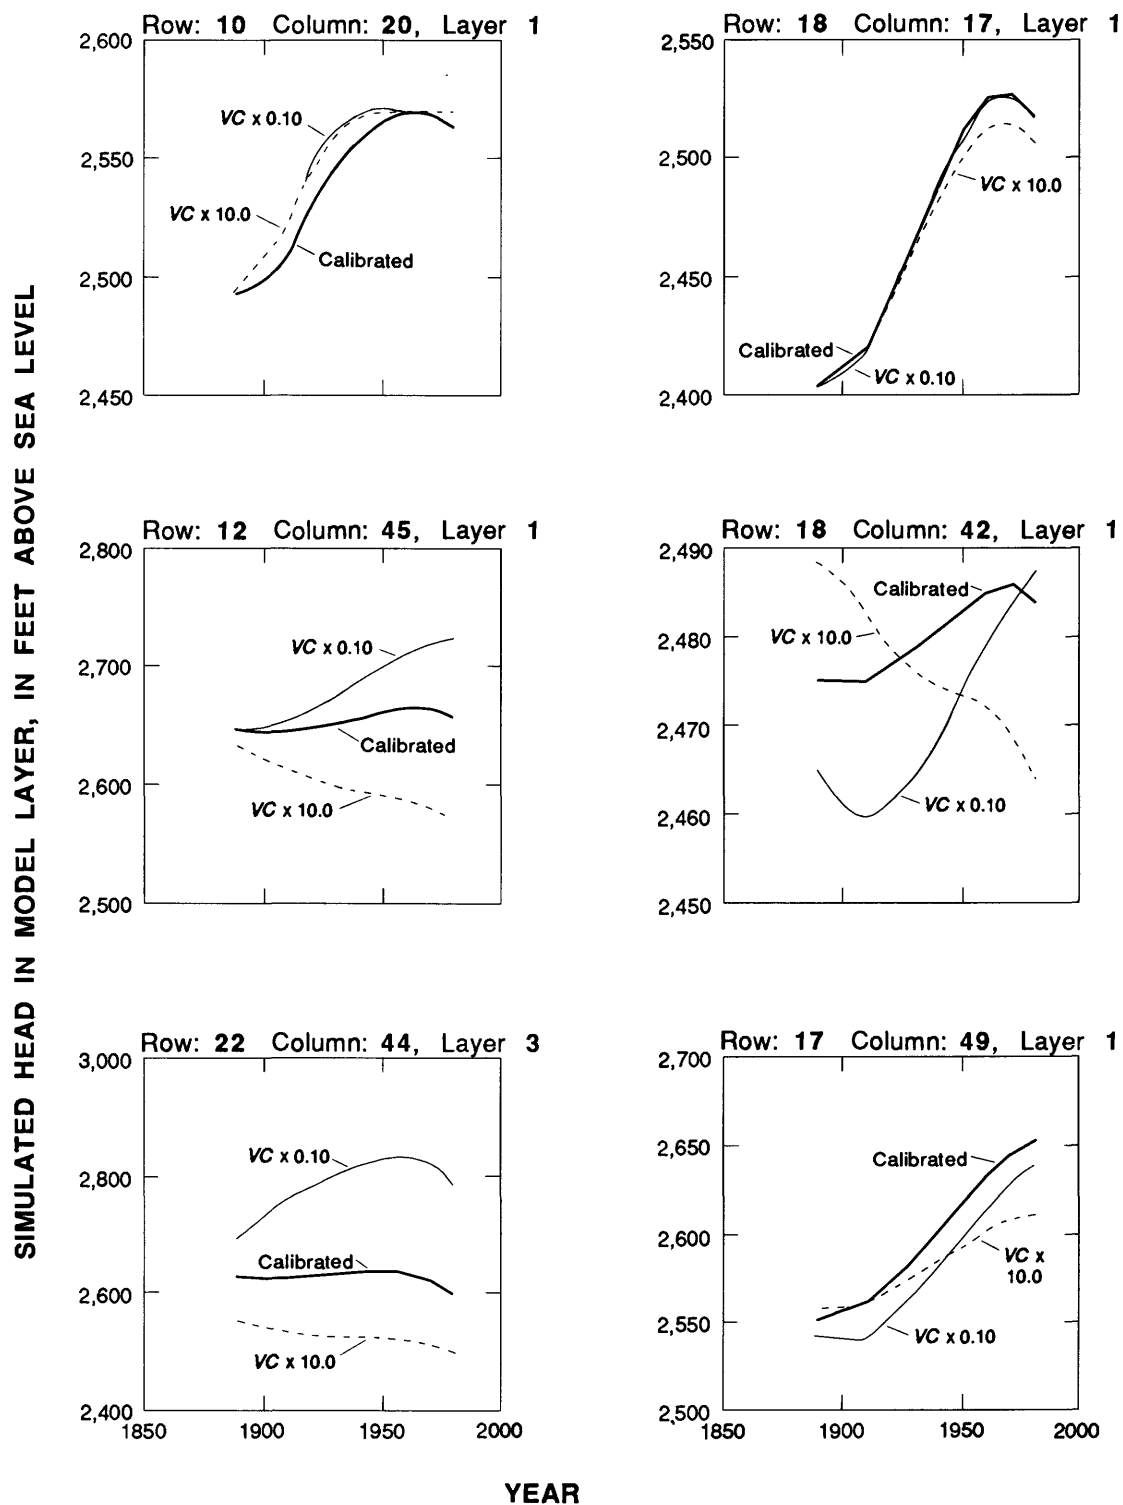 SIMULATED HEAD IN MODEL LAYER, IN FEET ABOVE SEA LEVEL
Row: 10 Column: 20, Layer 1
2,600
2,550
2,500
2,450
VC x 0.10
VC x 10.0
Calibrated
Row: 18 Column: 17, Layer 1
2,550
2,500
2,450
2,400
VC x 10.0
Calibrated
VC x 0.10
Row: 12 Column: 45, Layer 1
2,800
2,700
2,600
2,500
VC x 0.10
Calibrated
VC x 10.0
Row: 18 Column: 42, Layer 1
2,490
2,480
2,470
2,460
2,450
Calibrated
VC x 10.0
VC x 0.10
Row: 22 Column: 44, Layer 3
3,000
2,800
2,600
2,400
VC x 0.10
Calibrated
VC x 10.0
1850 1900 1950 2000
Row: 17 Column: 49, Layer 1
2,700
2,650
2,600
2,550
2,500
Calibrated
VC x
10.0
VC x 0.10
1850 1900 1950 2000
YEAR